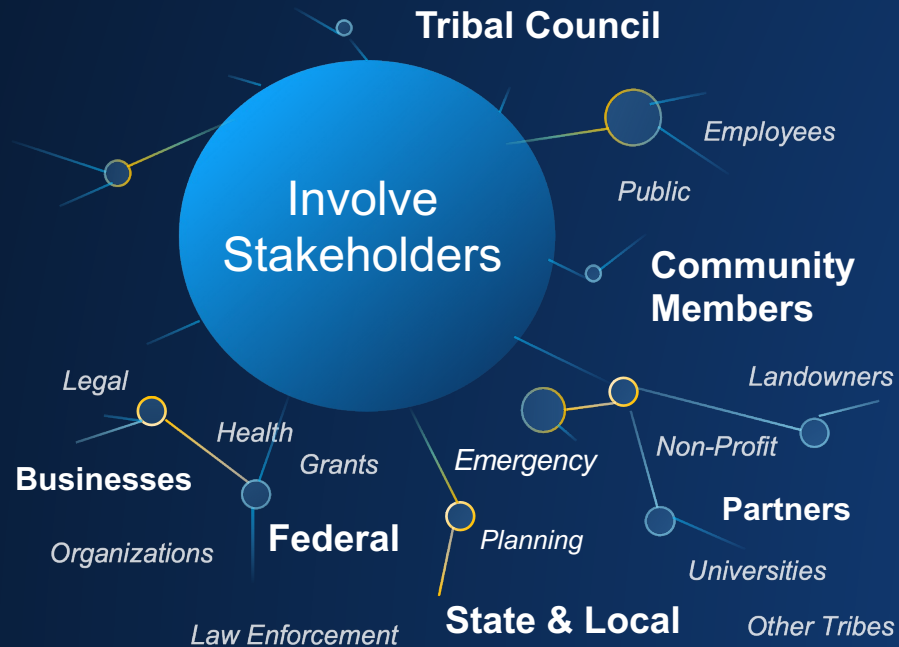 Tribal Council
Employees
Public
Involve
Stakeholders
Community
Members
Legal
Landowners
Health
Non-Profit
Grants
Emergency
Businesses
Partners
Organizations
Federal
Planning
Universities
Law Enforcement
State & Local
Other Tribes